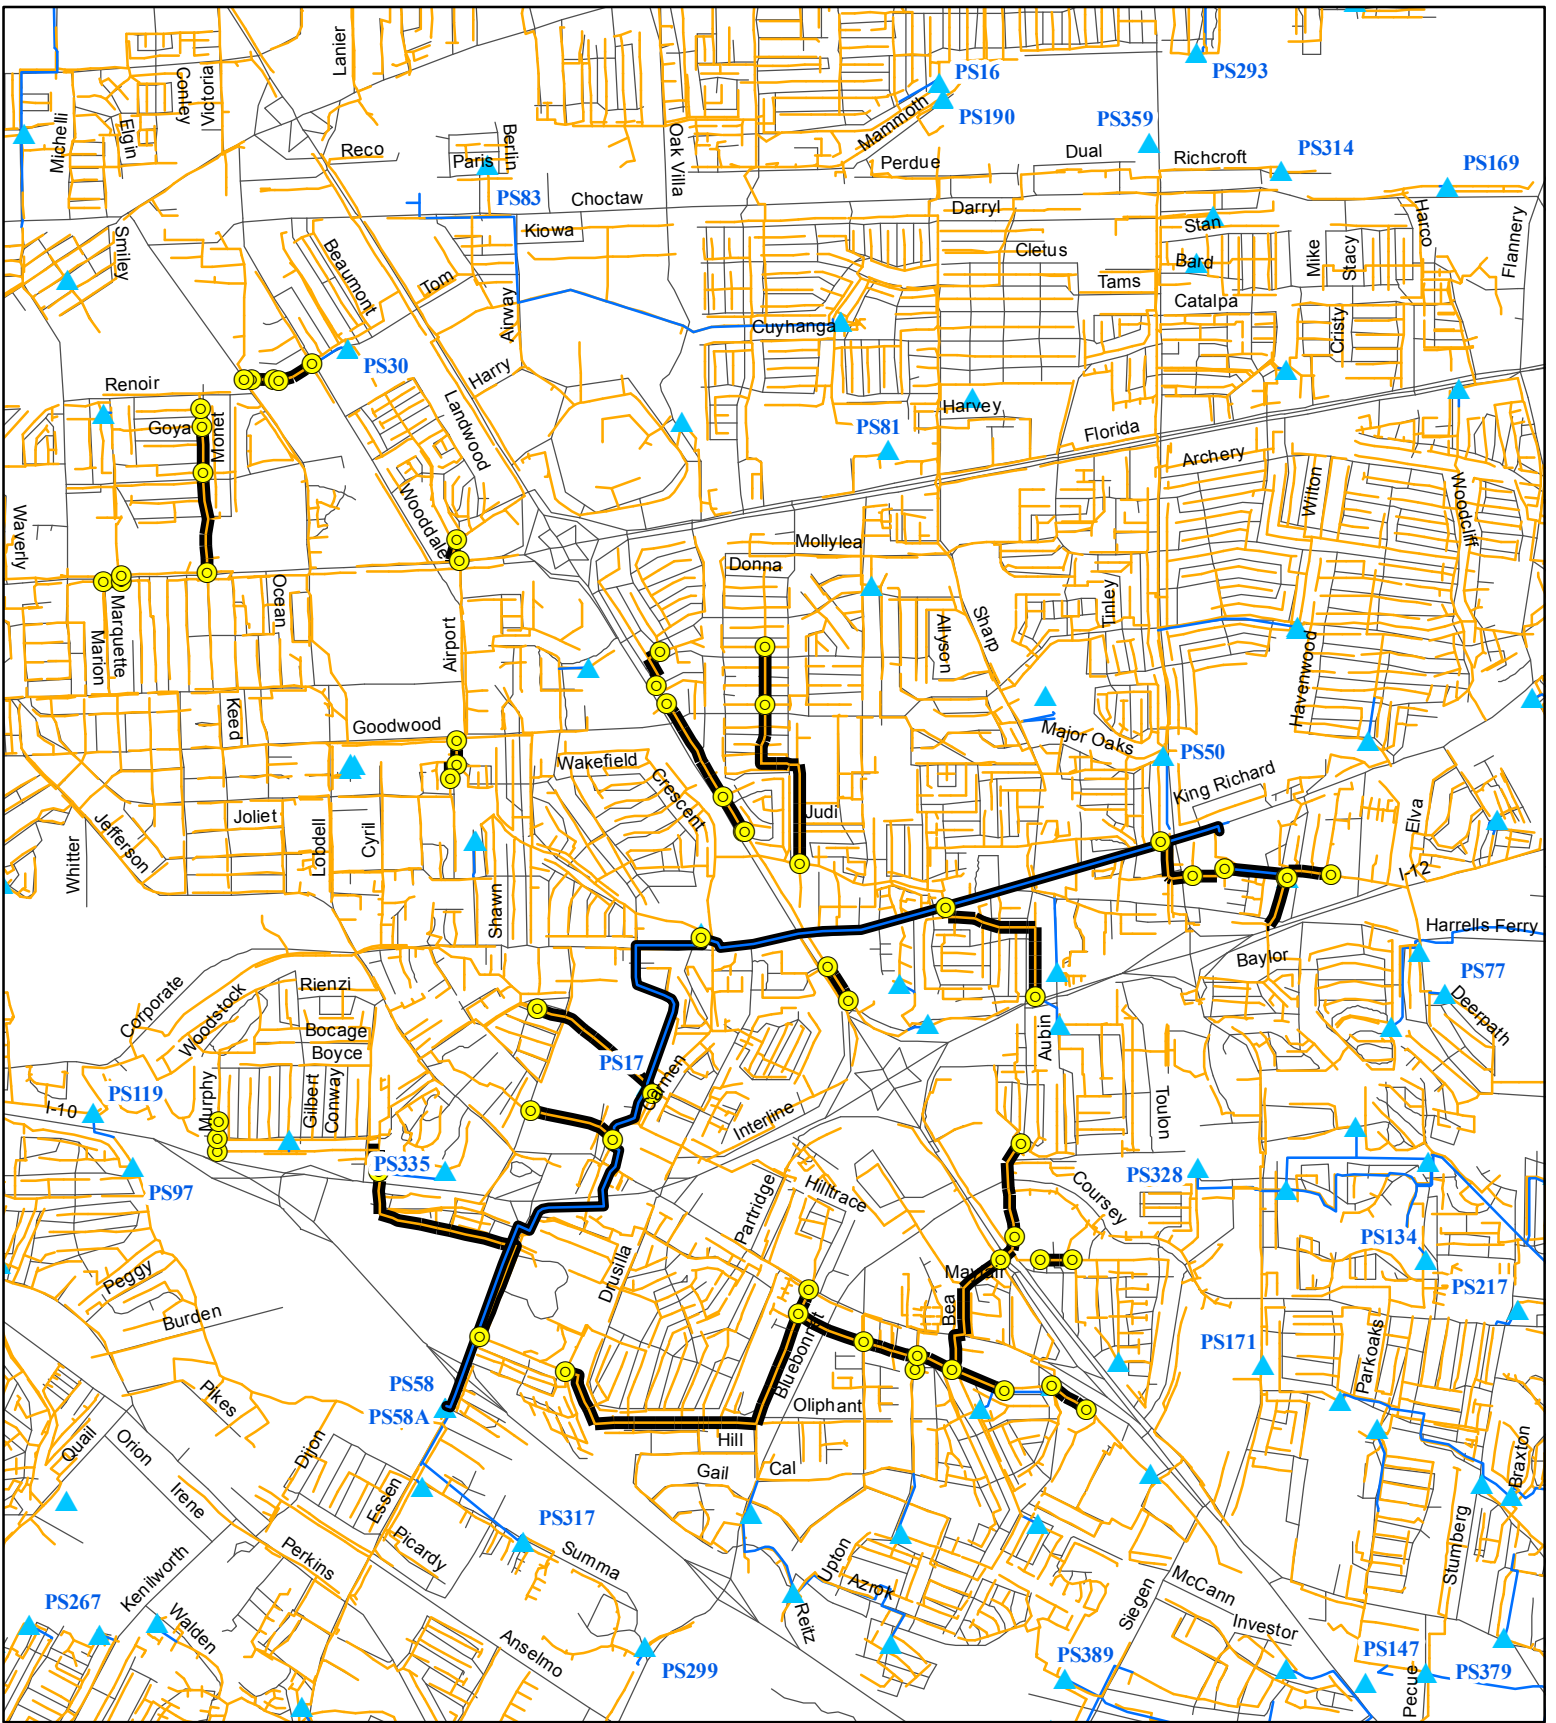 Lanier
PS16
PS293
Conley
Victoria
PS190
Michelli
Elgin
Reco
Berlin
Paris
Oak Villa
Mammoth
PS359
Perdue
Dual
Richcroft
PS314
PS169
PS83
Choctaw
Darryl
Kiowa
Stan
Harco
Flannery
Smiley
Beaumont
Tom
Cletus
Bard
Mike
Stacy
Tams
Catalpa
Airway
Cuyhanga
Cristy
PS30
Renoir
Harry
Landwood
Harvey
Goya
Monet
PS81
Florida
Archery
Wilton
Woodcliff
Waverly
Wooddale
Mollylea
Donna
Ocean
Tinley
Marquette
Marion
Airport
Allyson
Sharp
Havenwood
Keed
Goodwood
Major Oaks
PS50
Wakefield
Crescent
King Richard
Joliet
Judi
Jefferson
Lobdell
Cyril
Elva
Whitter
I-12
Shawn
Harrells Ferry
Corporate
Rienzi
Baylor
PS77
Woodstock
Deerpath
Bocage
Boyce
Aubin
PS17
PS119
I-10
Murphy
Gilbert
Conway
Carmen
Interline
Toulon
PS335
PS97
PS328
Partridge
Hilltrace
Coursey
PS134
Peggy
Drusilla
Mayfair
PS217
Burden
Bea
Bluebonnet
PS171
Parkoaks
PS58
Pikes
PS58A
Oliphant
Quail
Orion
Dijon
Hill
Gail
Cal
Braxton
Irene
Essen
PS317
Picardy
Summa
Perkins
Upton
Azrok
Stumberg
PS267
Kenilworth
Walden
Reitz
Siegen
McCann
Investor
Anselmo
PS299
PS389
PS147
Pecue
PS379